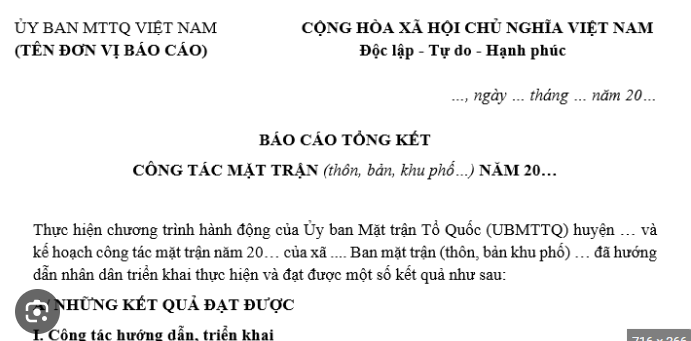 ỦY BAN MTTQ VIỆT NAM
(TÊN ĐƠN VỊ BÁO CÁO)
CỘNG HÒA XÃ HỘI CHỦ NGHĨA VIỆT NAM
Độc lập - Tự do - Hạnh phúc
..., ngày ... tháng ... năm 20...
BÁO CÁO TỔNG KẾT
CÔNG TÁC MẶT TRẬN (thôn, bản, khu phố...) NĂM 20...
Thực hiện chương trình hành động của Ủy ban Mặt trận Tổ Quốc (UBMTTQ) huyện ... và
kế hoạch công tác mặt trận năm 20... của xã .... Ban mặt trận (thôn, bản khu phố) ... đã hướng
dẫn nhân dân triển khai thực hiện và đạt được một số kết quả như sau:
NHỮNG KẾT QUẢ ĐẠT ĐƯỢC
I. Công tác hướng dẫn, triển khai